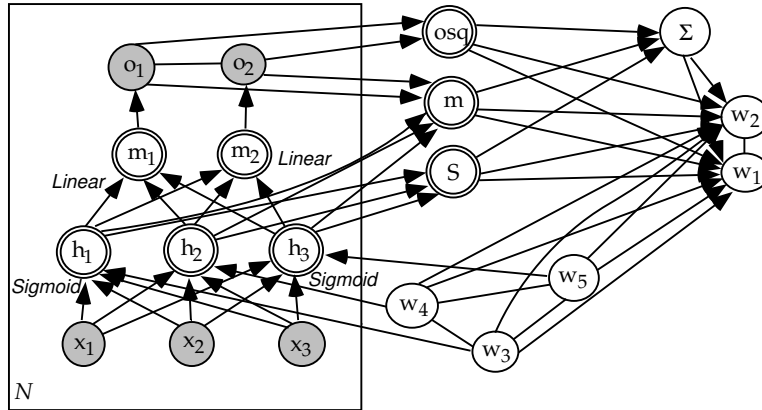 osq Σ
o₁ o₂
m w₂
m₁ m₂ Linear
Linear S w₁
h₁ h₂ h₃
Sigmoid Sigmoid w₅
w₄
x₁ x₂ x₃ w₃
N